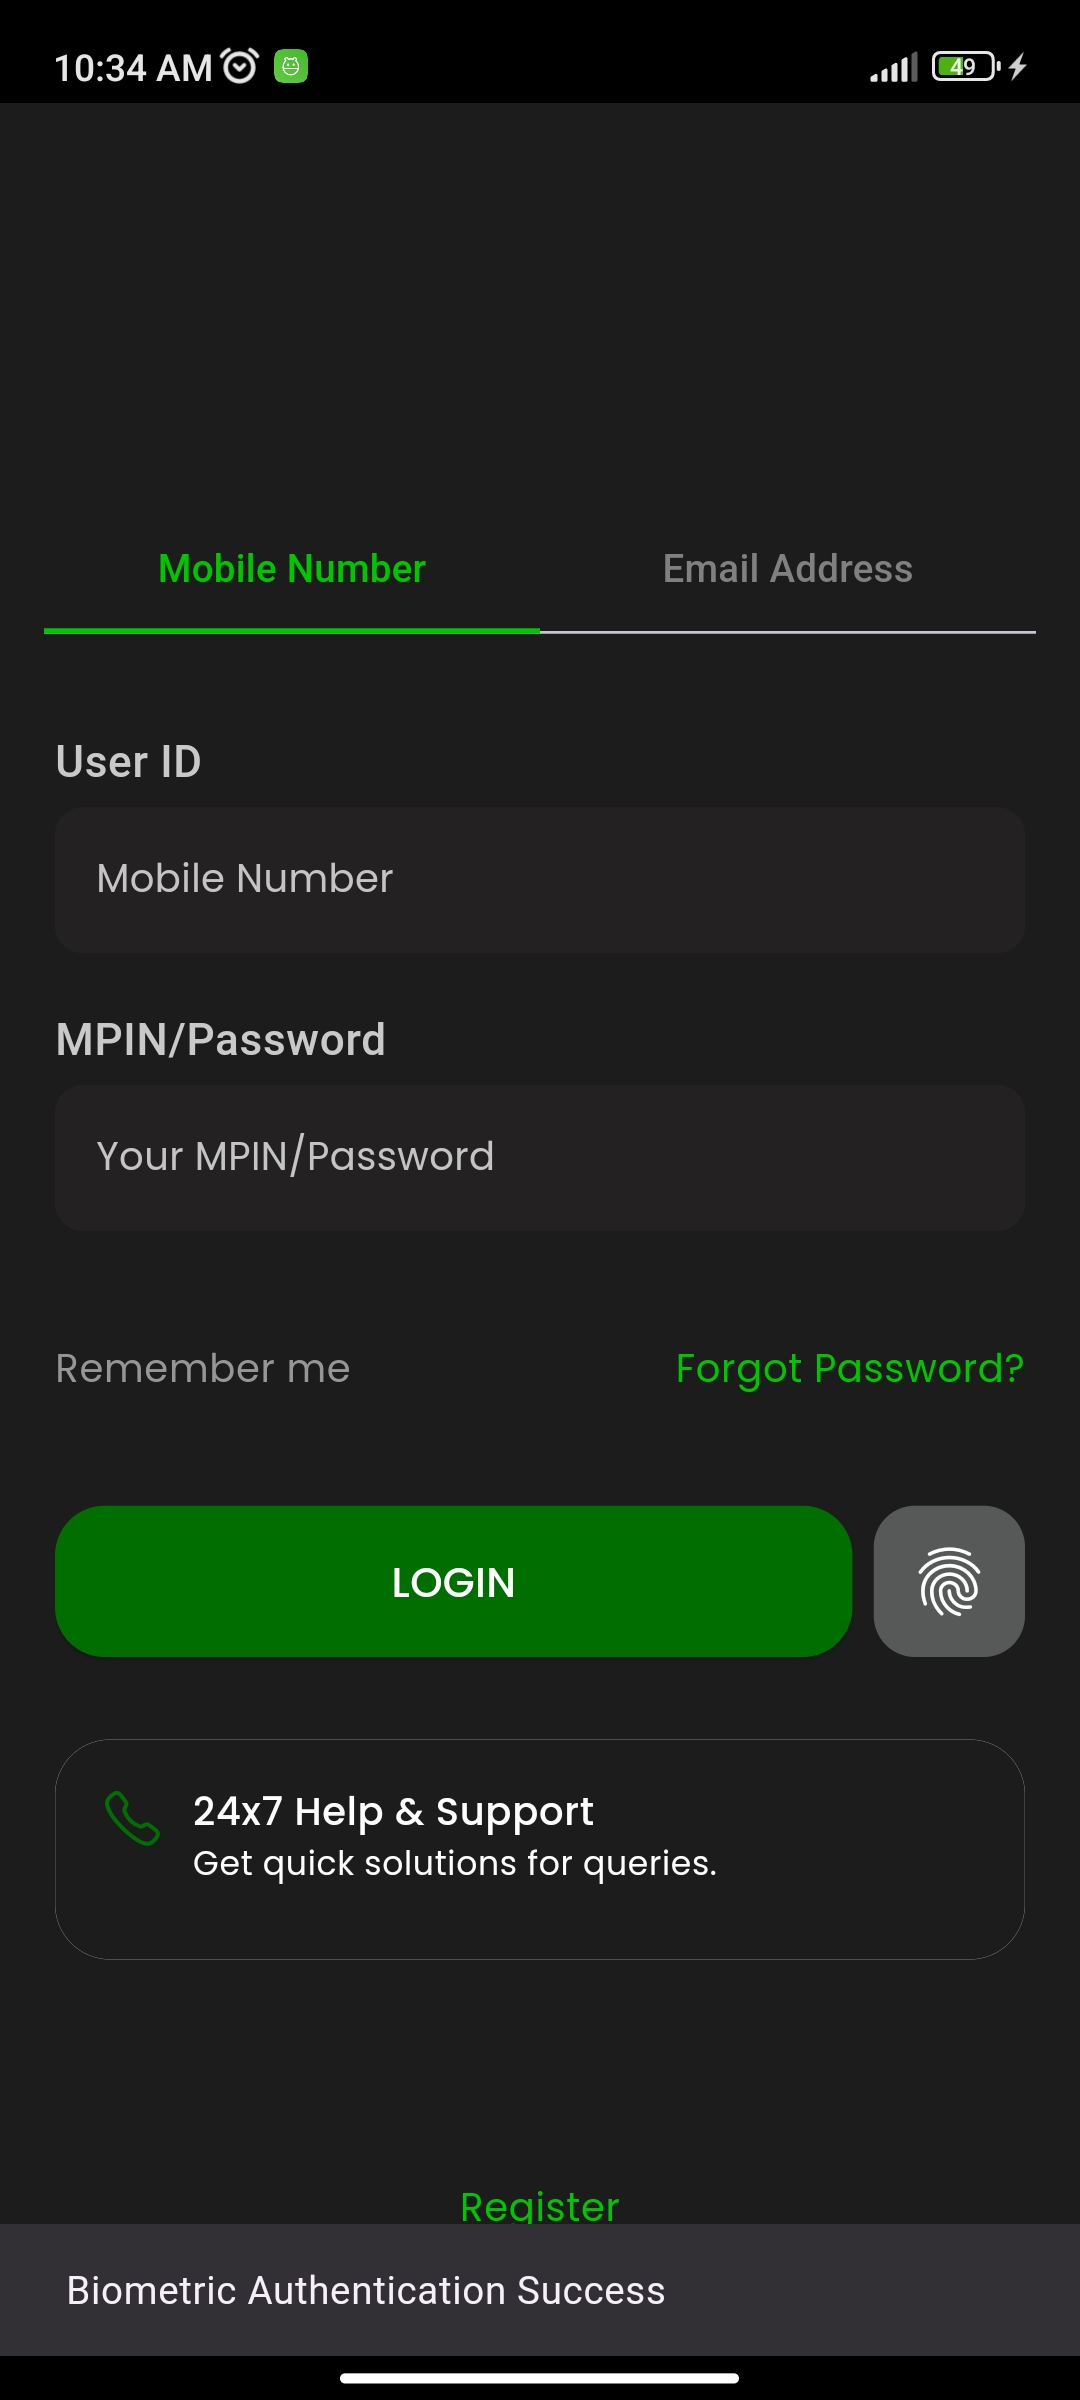 10:34 AM
49
Mobile Number
Email Address
User ID
Mobile Number
MPIN/Password
Your MPIN/Password
Remember me
Forgot Password?
LOGIN
24x7 Help & Support
Get quick solutions for queries.
Register
Biometric Authentication Success